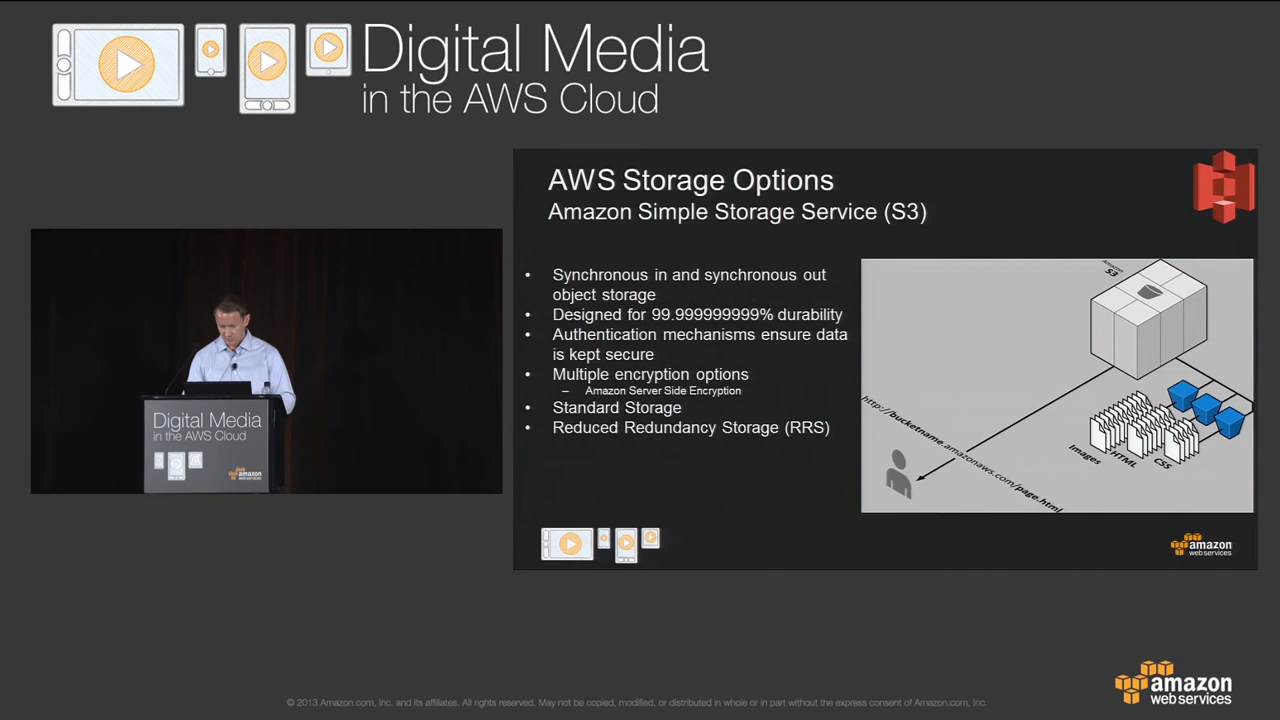 Digital Media
in the AWS Cloud
AWS Storage Options
Amazon Simple Storage Service (S3)
• Synchronous in and synchronous out
object storage
• Designed for 99.999999999% durability
• Authentication mechanisms ensure data
is kept secure
• Multiple encryption options
– Amazon Server Side Encryption
• Standard Storage
• Reduced Redundancy Storage (RRS)
Amazon
S3
http://bucketname.amazonaws.com/page.html
Images
HTML
CSS
amazon
web services
Digital Media
in the AWS Cloud
amazon
web services
© 2013 Amazon.com, Inc. and its affiliates. All rights reserved. May not be copied, modified, or distributed in whole or in part without the express consent of Amazon.com, Inc.